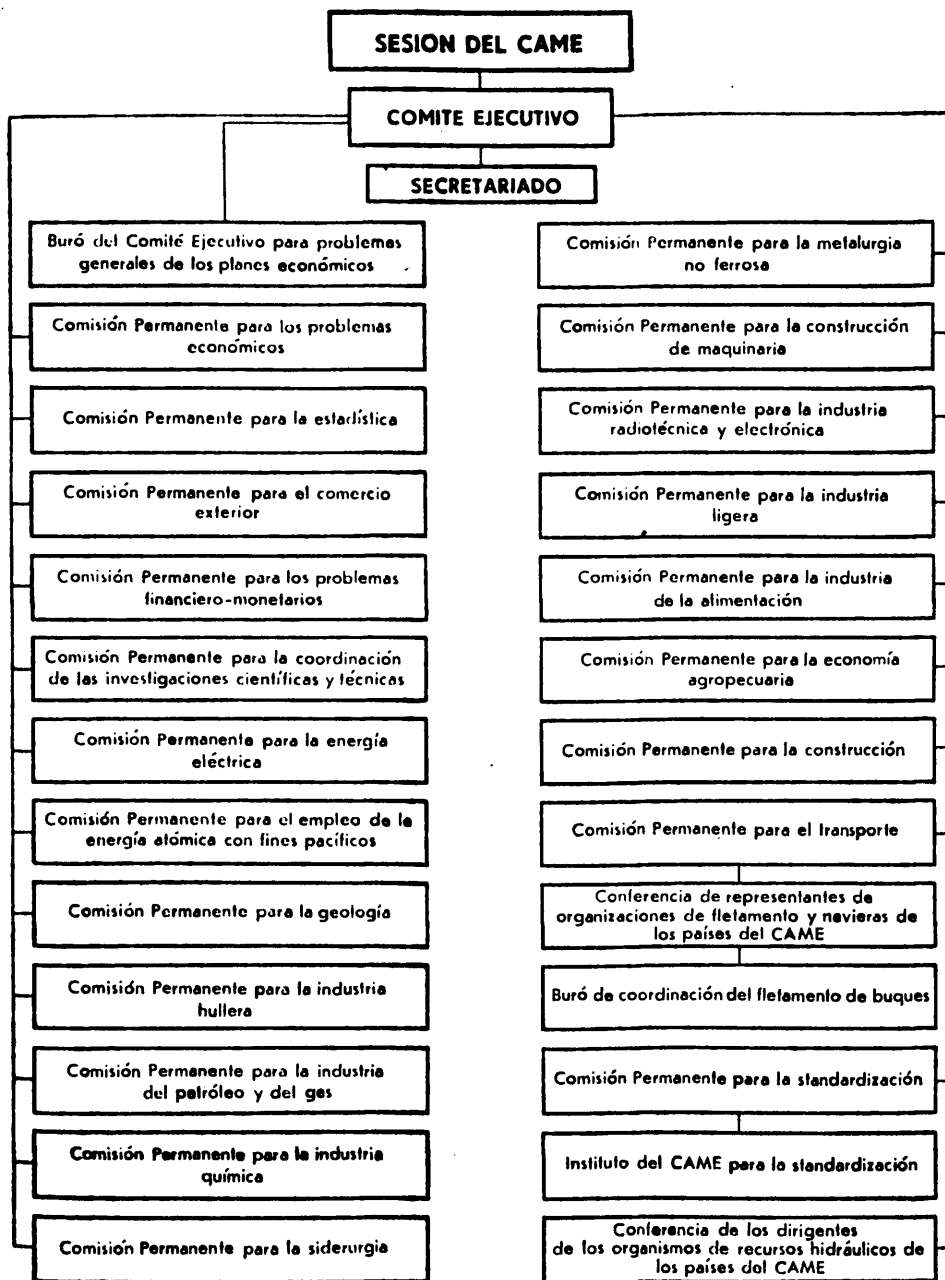 SESION DEL CAME
COMITE EJECUTIVO
SECRETARIADO
Buró del Comité Ejecutivo para problemas
generales de los planes económicos
Comisión Permanente para los problemas
económicos
Comisión Permanente para la estadística
Comisión Permanente para el comercio
exterior
Comisión Permanente para los problemas
financiero-monetarios
Comisión Permanente para la coordinación
de las investigaciones científicas y técnicas
Comisión Permanente para la energía
eléctrica
Comisión Permanente para el empleo de la
energía atómica con fines pacíficos
Comisión Permanente para la geología
Comisión Permanente para la industria
hullera
Comisión Permanente para la industria
del petróleo y del gas
Comisión Permanente para la industria
química
Comisión Permanente para la siderurgia
Comisión Permanente para la metalurgia
no ferrosa
Comisión Permanente para la construcción
de maquinaria
Comisión Permanente para la industria
radiotécnica y electrónica
Comisión Permanente para la industria
ligera
Comisión Permanente para la industria
de la alimentación
Comisión Permanente para la economía
agropecuaria
Comisión Permanente para la construcción
Comisión Permanente para el transporte
Conferencia de representantes de
organizaciones de fletamento y navieras de
los países del CAME
Buró de coordinación del fletamento de buques
Comisión Permanente para la standardización
Instituto del CAME para la standardización
Conferencia de los dirigentes
de los organismos de recursos hidráulicos de
los países del CAME